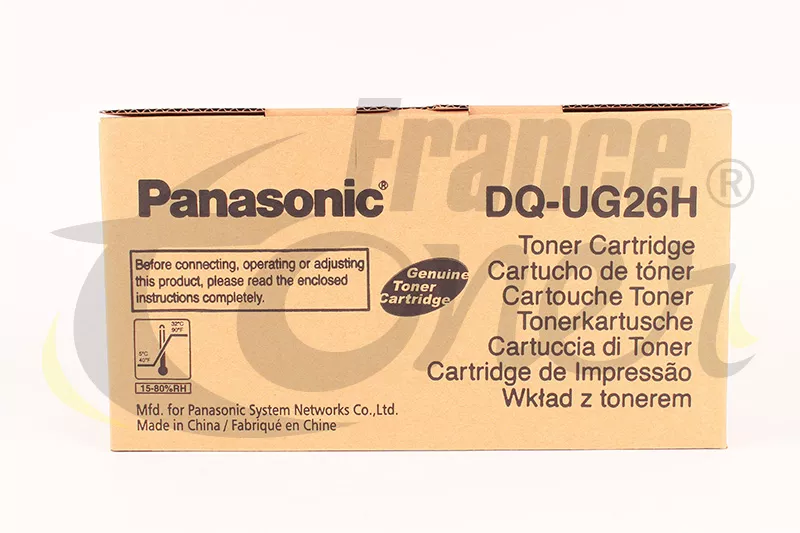 france
Toner
®
Panasonic®
DQ-UG26H
Before connecting, operating or adjusting
this product, please read the enclosed
instructions completely.
Genuine
Toner
Cartridge
Toner Cartridge
Cartucho de tóner
Cartouche Toner
Tonerkartusche
Cartuccia di Toner
Cartridge de Impressão
Wkład z tonerem
32°C
90°F
5°C
40°F
15-80%RH
Mfd. for Panasonic System Networks Co.,Ltd.
Made in China / Fabriqué en Chine